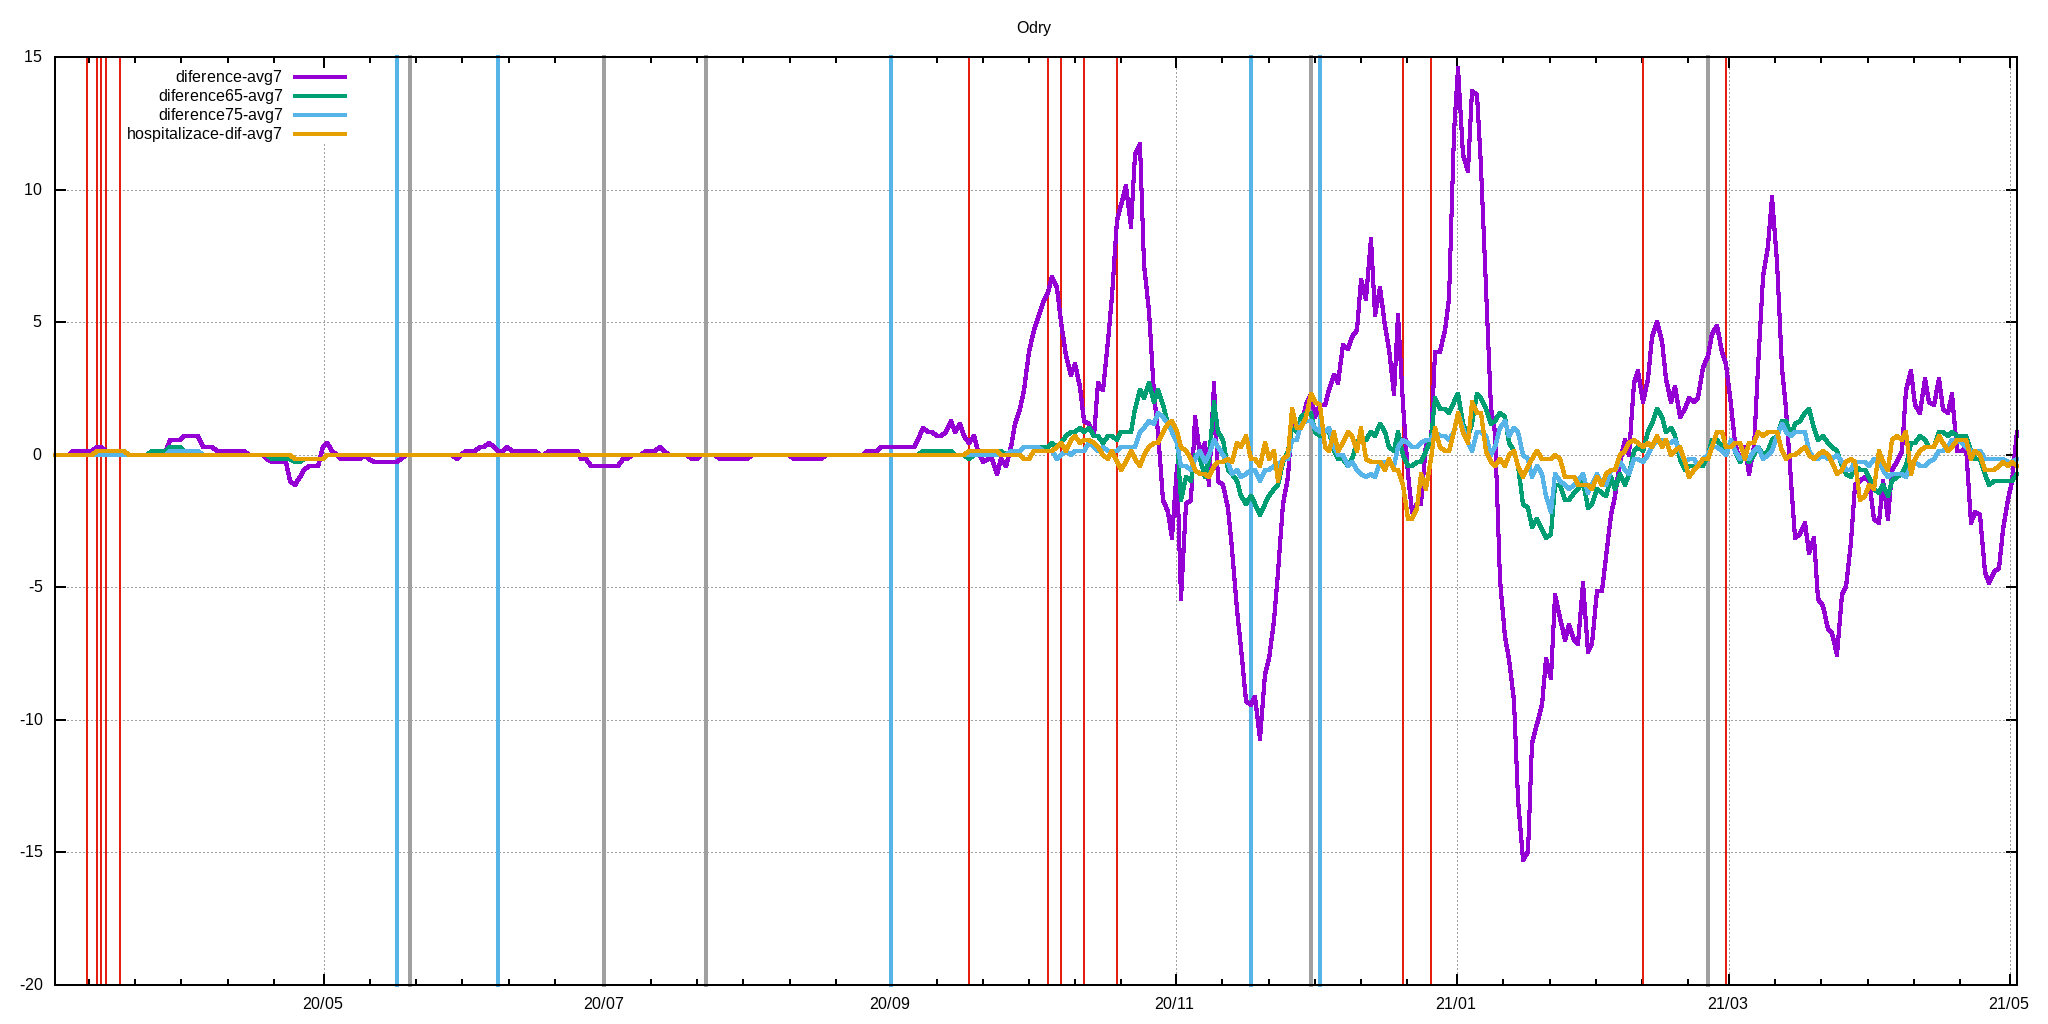 Odry
15
diference-avg7
diference65-avg7
diference75-avg7
hospitalizace-dif-avg7
10
5
0
-5
-10
-15
-20
20/05 20/07 20/09 20/11 21/01 21/03 21/05